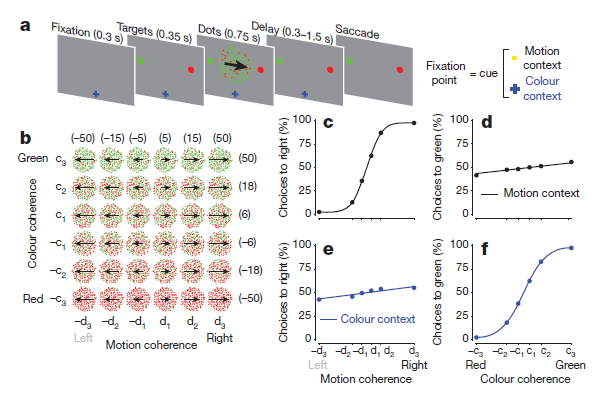 a
Fixation (0.3 s)
Targets (0.35 s)
Dots (0.75 s)
Delay (0.3–1.5 s)
Saccade
Fixation
point
= cue
Motion
context
Colour
context
b
(–50) (–15) (–5) (5) (15) (50)
Green c3 (50)
c2 (18)
c1 (6)
–c1 (–6)
–c2 (–18)
Red –c3 (–50)
Colour coherence
–d3 –d2 –d1 d1 d2 d3
Left Right
Motion coherence
c
Choices to right (%)
100
75
50
25
0
d
Choices to green (%)
100
75
50
25
0
Motion context
e
Choices to right (%)
100
75
50
25
0
Colour context
–d3 –d2 –d1 d1 d2 d3
Left Right
Motion coherence
f
Choices to green (%)
100
75
50
25
0
–c3 –c2 –c1 c1 c2 c3
Red Green
Colour coherence